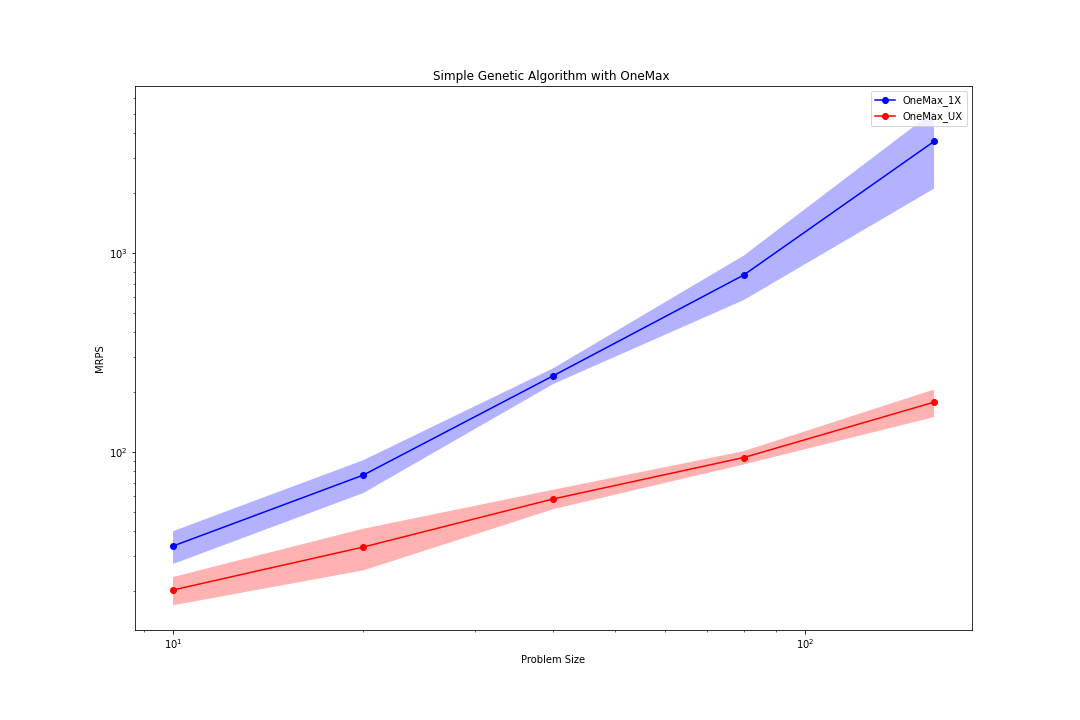 Simple Genetic Algorithm with OneMax
OneMax_1X
OneMax_UX
MRPS
10³
10²
10¹
10²
Problem Size